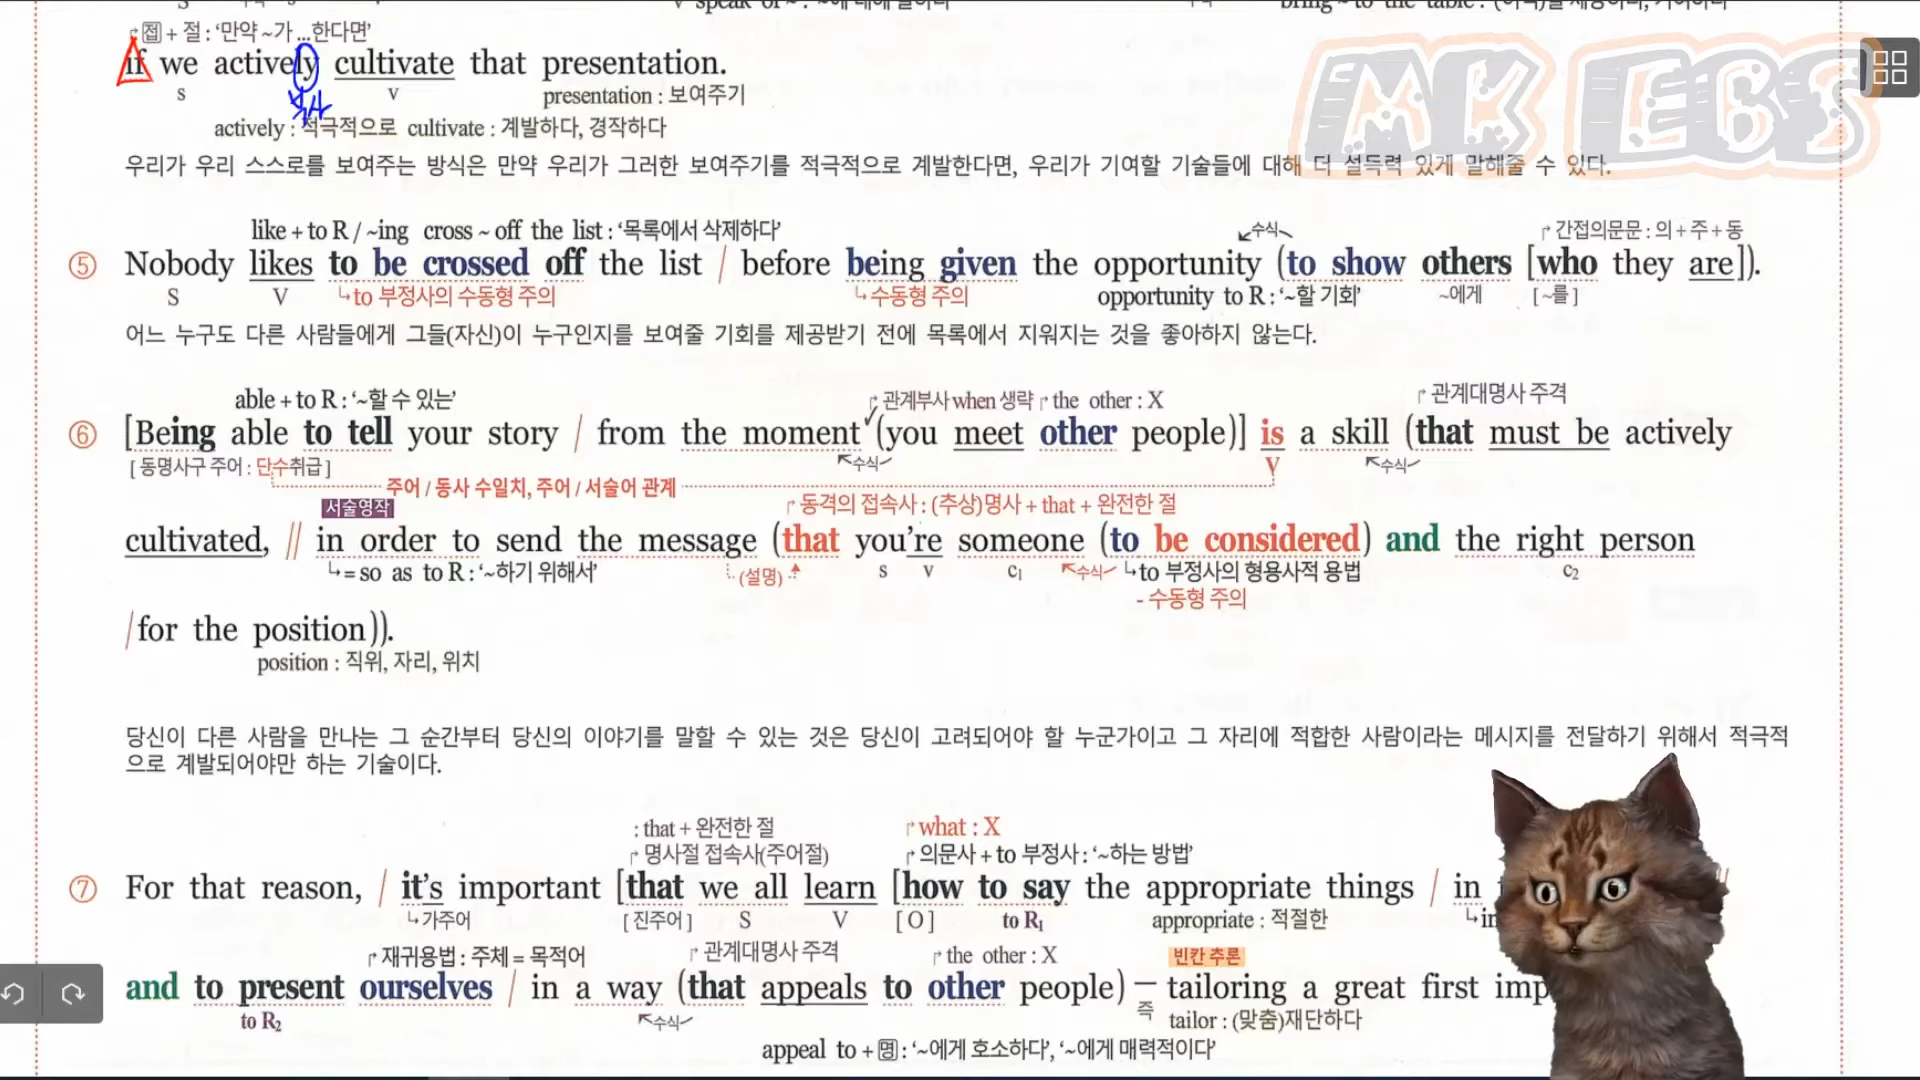 speak of ~ : ~에 대해 말하다
bring ~ to the table :
접 + 절 : '만약 ~가 ...한다면'
if we actively cultivate that presentation.
S 부사 V presentation : 보여주기
actively : 적극적으로 cultivate : 계발하다, 경작하다
MK EBS
우리가 우리 스스로를 보여주는 방식은 만약 우리가 그러한 보여주기를 적극적으로 계발한다면, 우리가 기여할 기술들에 대해 더 설득력 있게 말해줄 수 있다.
like + to R / ~ing cross ~ off the list : '목록에서 삭제하다' 수식 간접의문문 : 의 + 주 + 동
⑤ Nobody likes to be crossed off the list / before being given the opportunity (to show others [who they are]).
S V to 부정사의 수동형 주의 수동형 주의 opportunity to R : '~할 기회' ~에게 [ ~를 ]
어느 누구도 다른 사람들에게 그들(자신)이 누구인지를 보여줄 기회를 제공받기 전에 목록에서 지워지는 것을 좋아하지 않는다.
able + to R : '~할 수 있는' 관계부사 when 생략 the other : X 관계대명사 주격
⑥ [Being able to tell your story / from the moment (you meet other people)] is a skill (that must be actively
[ 동명사구 주어 : 단수취급 ] 수식 V 수식
주어 / 동사 수일치, 주어 / 서술어 관계
서술영작 동격의 접속사 : (추상)명사 + that + 완전한 절
cultivated, // in order to send the message (that you're someone (to be considered) and the right person
= so as to R : '~하기 위해서' (설명) S V C₁ 수식 to 부정사의 형용사적 용법 C₂
- 수동형 주의
/ for the position)).
position : 직위, 자리, 위치
당신이 다른 사람을 만나는 그 순간부터 당신의 이야기를 말할 수 있는 것은 당신이 고려되어야 할 누군가이고 그 자리에 적합한 사람이라는 메시지를 전달하기 위해서 적극적
으로 계발되어야만 하는 기술이다.
: that + 완전한 절 what : X
명사절 접속사(주어절) 의문사 + to 부정사 : '~하는 방법'
⑦ For that reason, / it's important [that we all learn [how to say the appropriate things / in
가주어 [ 진주어 ] S V [ O ] to R₁ appropriate : 적절한 in
재귀용법 : 주체 = 목적어 관계대명사 주격 the other : X 빈칸 추론
and to present ourselves / in a way (that appeals to other people) ─ tailoring a great first imp
to R₂ 수식 즉 tailor : (맞춤)재단하다
appeal to + 명 : '~에게 호소하다', '~에게 매력적이다'